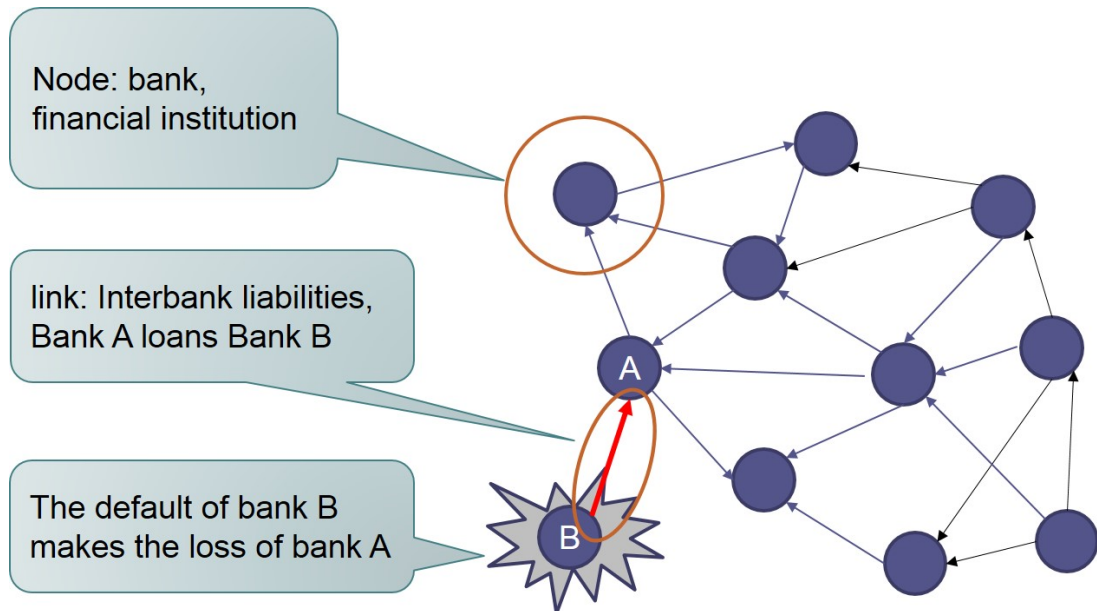 Node: bank,
financial institution
link: Interbank liabilities,
Bank A loans Bank B
A
The default of bank B
makes the loss of bank A
B